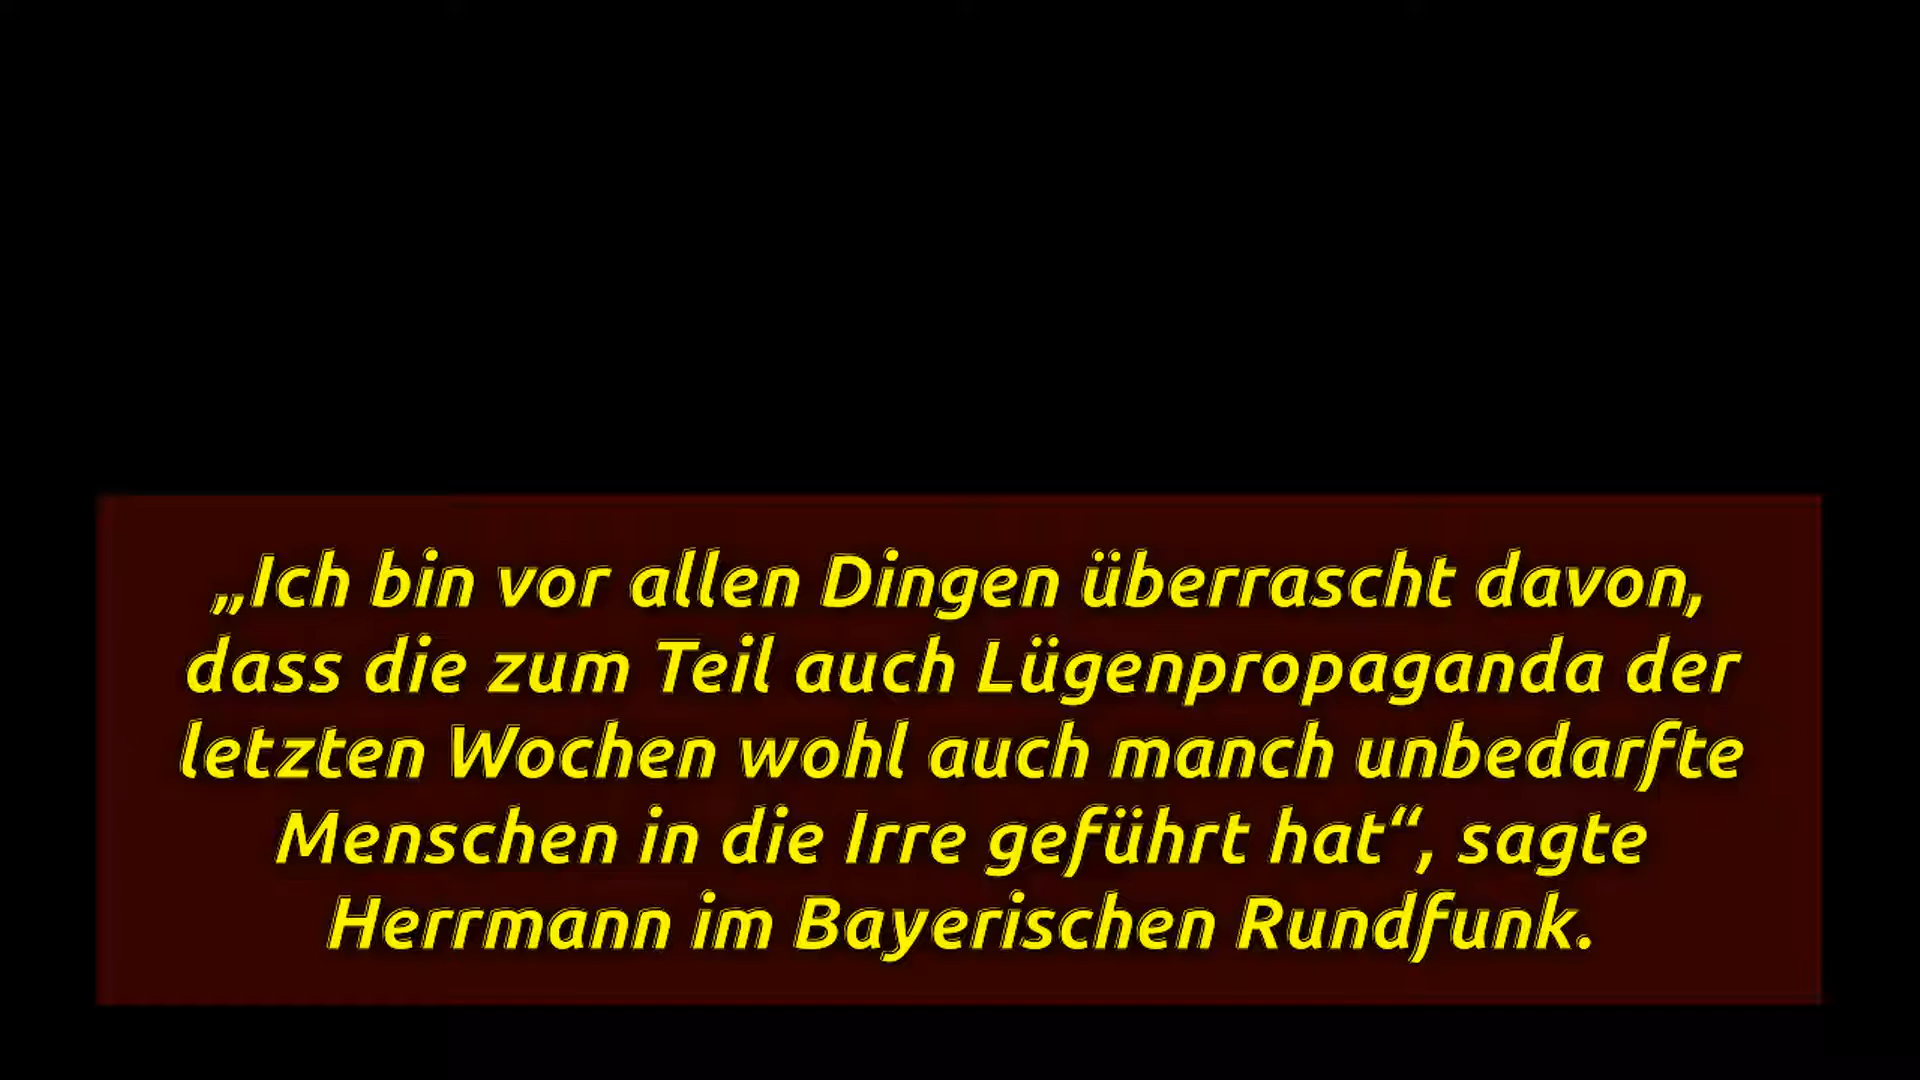 „Ich bin vor allen Dingen überrascht davon,
dass die zum Teil auch Lügenpropaganda der
letzten Wochen wohl auch manch unbedarfte
Menschen in die Irre geführt hat“, sagte
Herrmann im Bayerischen Rundfunk.